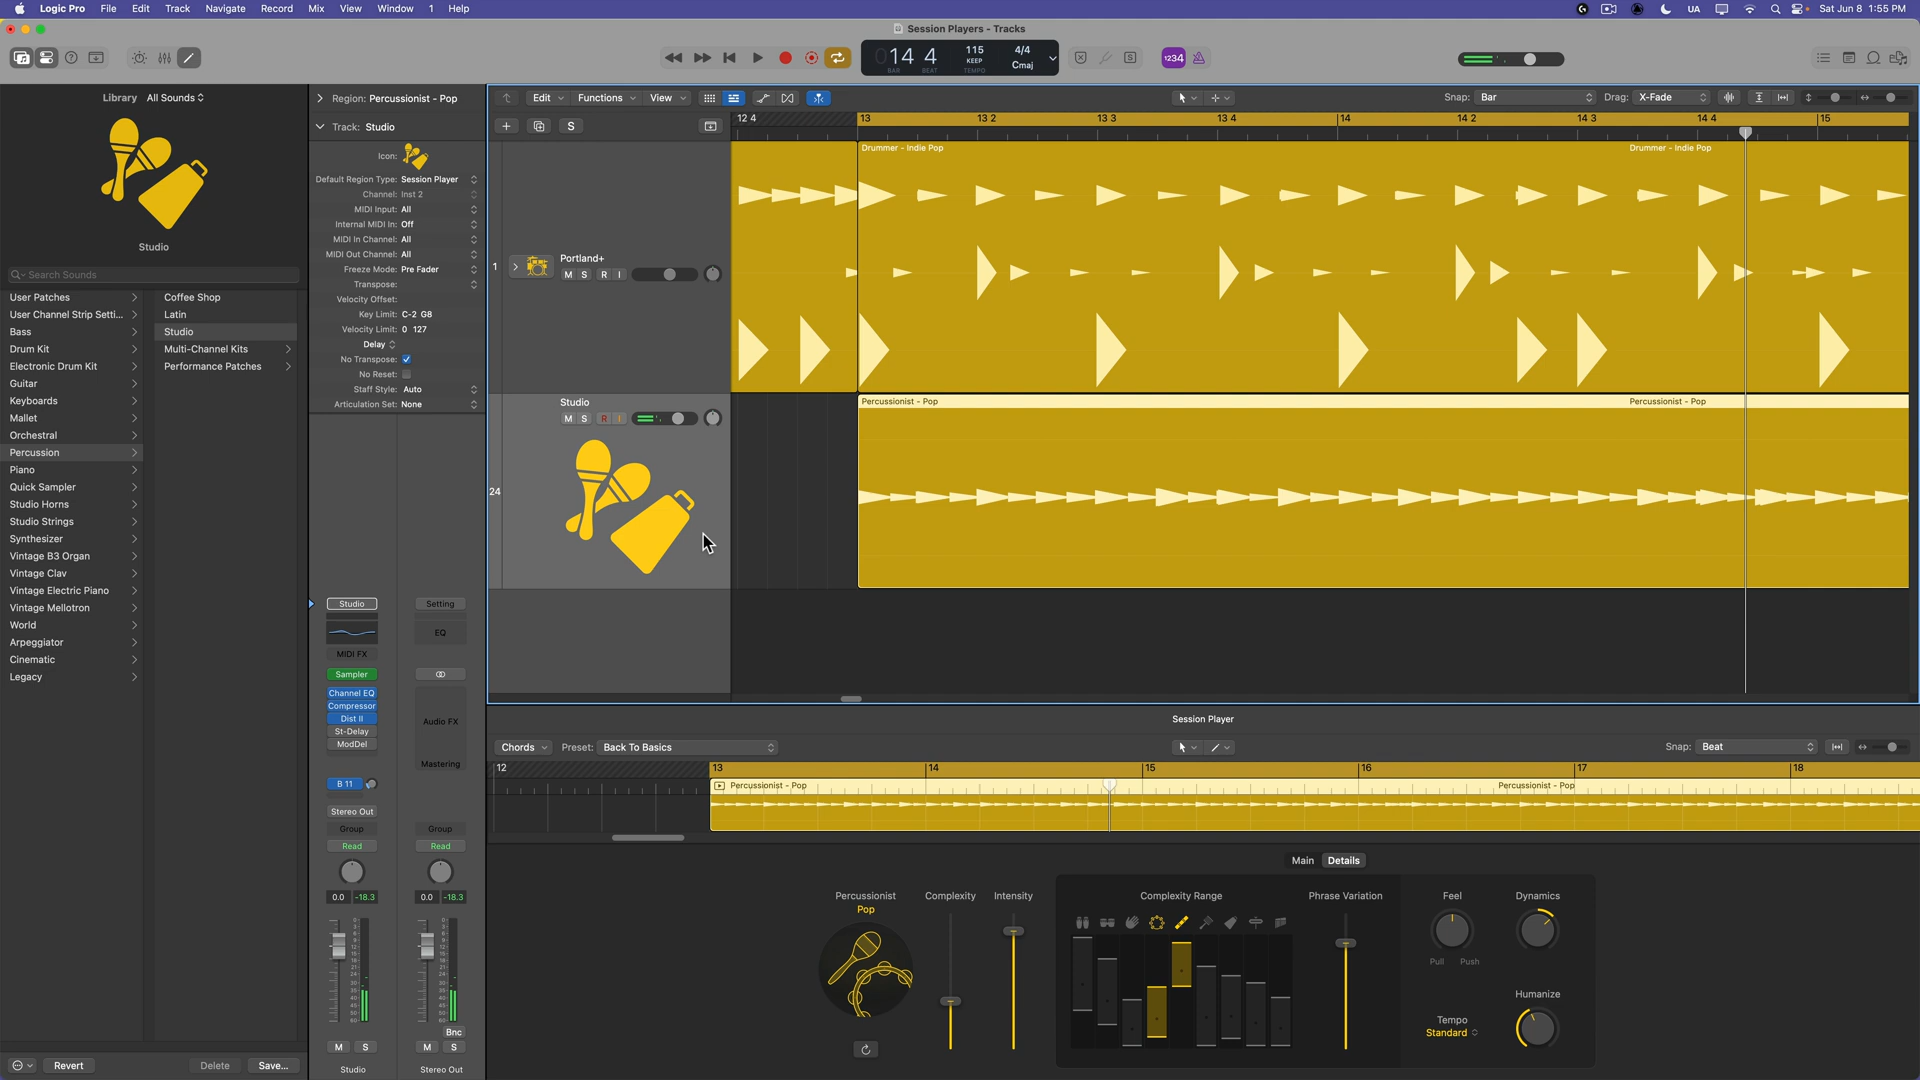 Logic Pro File Edit Track Navigate Record Mix View Window 1 Help
UA Sat Jun 8 1:55 PM
Session Players - Tracks
014 4
BAR BEAT
115
KEEP
TEMPO
4/4
Cmaj
1234
S
Library All Sounds
Studio
Search Sounds
User Patches
User Channel Strip Setti...
Bass
Drum Kit
Electronic Drum Kit
Guitar
Keyboards
Mallet
Orchestral
Percussion
Piano
Quick Sampler
Studio Horns
Studio Strings
Synthesizer
Vintage B3 Organ
Vintage Clav
Vintage Electric Piano
Vintage Mellotron
World
Arpeggiator
Cinematic
Legacy
Coffee Shop
Latin
Studio
Multi-Channel Kits
Performance Patches
Revert Delete Save...
Region: Percussionist - Pop
Track: Studio
Icon:
Default Region Type: Session Player
Channel: Inst 2
MIDI Input: All
Internal MIDI In: Off
MIDI In Channel: All
MIDI Out Channel: All
Freeze Mode: Pre Fader
Transpose:
Velocity Offset:
Key Limit: C-2 G8
Velocity Limit: 0 127
Delay
No Transpose:
No Reset:
Staff Style: Auto
Articulation Set: None
Studio Setting
EQ
MIDI FX
Sampler
Channel EQ
Compressor
Dist II
St-Delay
ModDel
Audio FX
Mastering
B 11
Stereo Out
Group Group
Read Read
0.0 -18.3 0.0 -18.3
Bnc
M S M S
Studio Stereo Out
Edit Functions View
Snap: Bar Drag: X-Fade
S
12 4 13 13 2 13 3 13 4 14 14 2 14 3 14 4 15
1
Portland+
M S R I
Drummer - Indie Pop Drummer - Indie Pop
24
Studio
M S R I
Percussionist - Pop Percussionist - Pop
Session Player
Chords Preset: Back To Basics Snap: Beat
12 13 14 15 16 17 18
Percussionist - Pop Percussionist - Pop
Main Details
Percussionist
Pop
Complexity
Intensity
Complexity Range
Phrase Variation
Feel
Pull Push
Dynamics
Tempo
Standard
Humanize